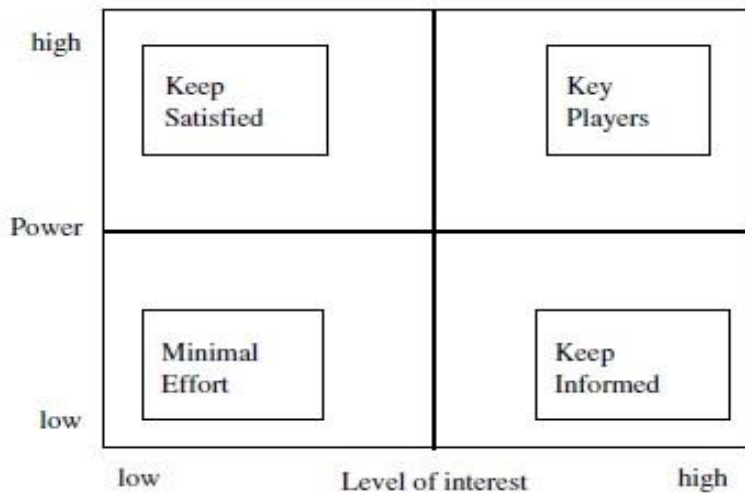 high
Keep
Satisfied
Key
Players
Power
Minimal
Effort
Keep
Informed
low
low
Level of interest
high